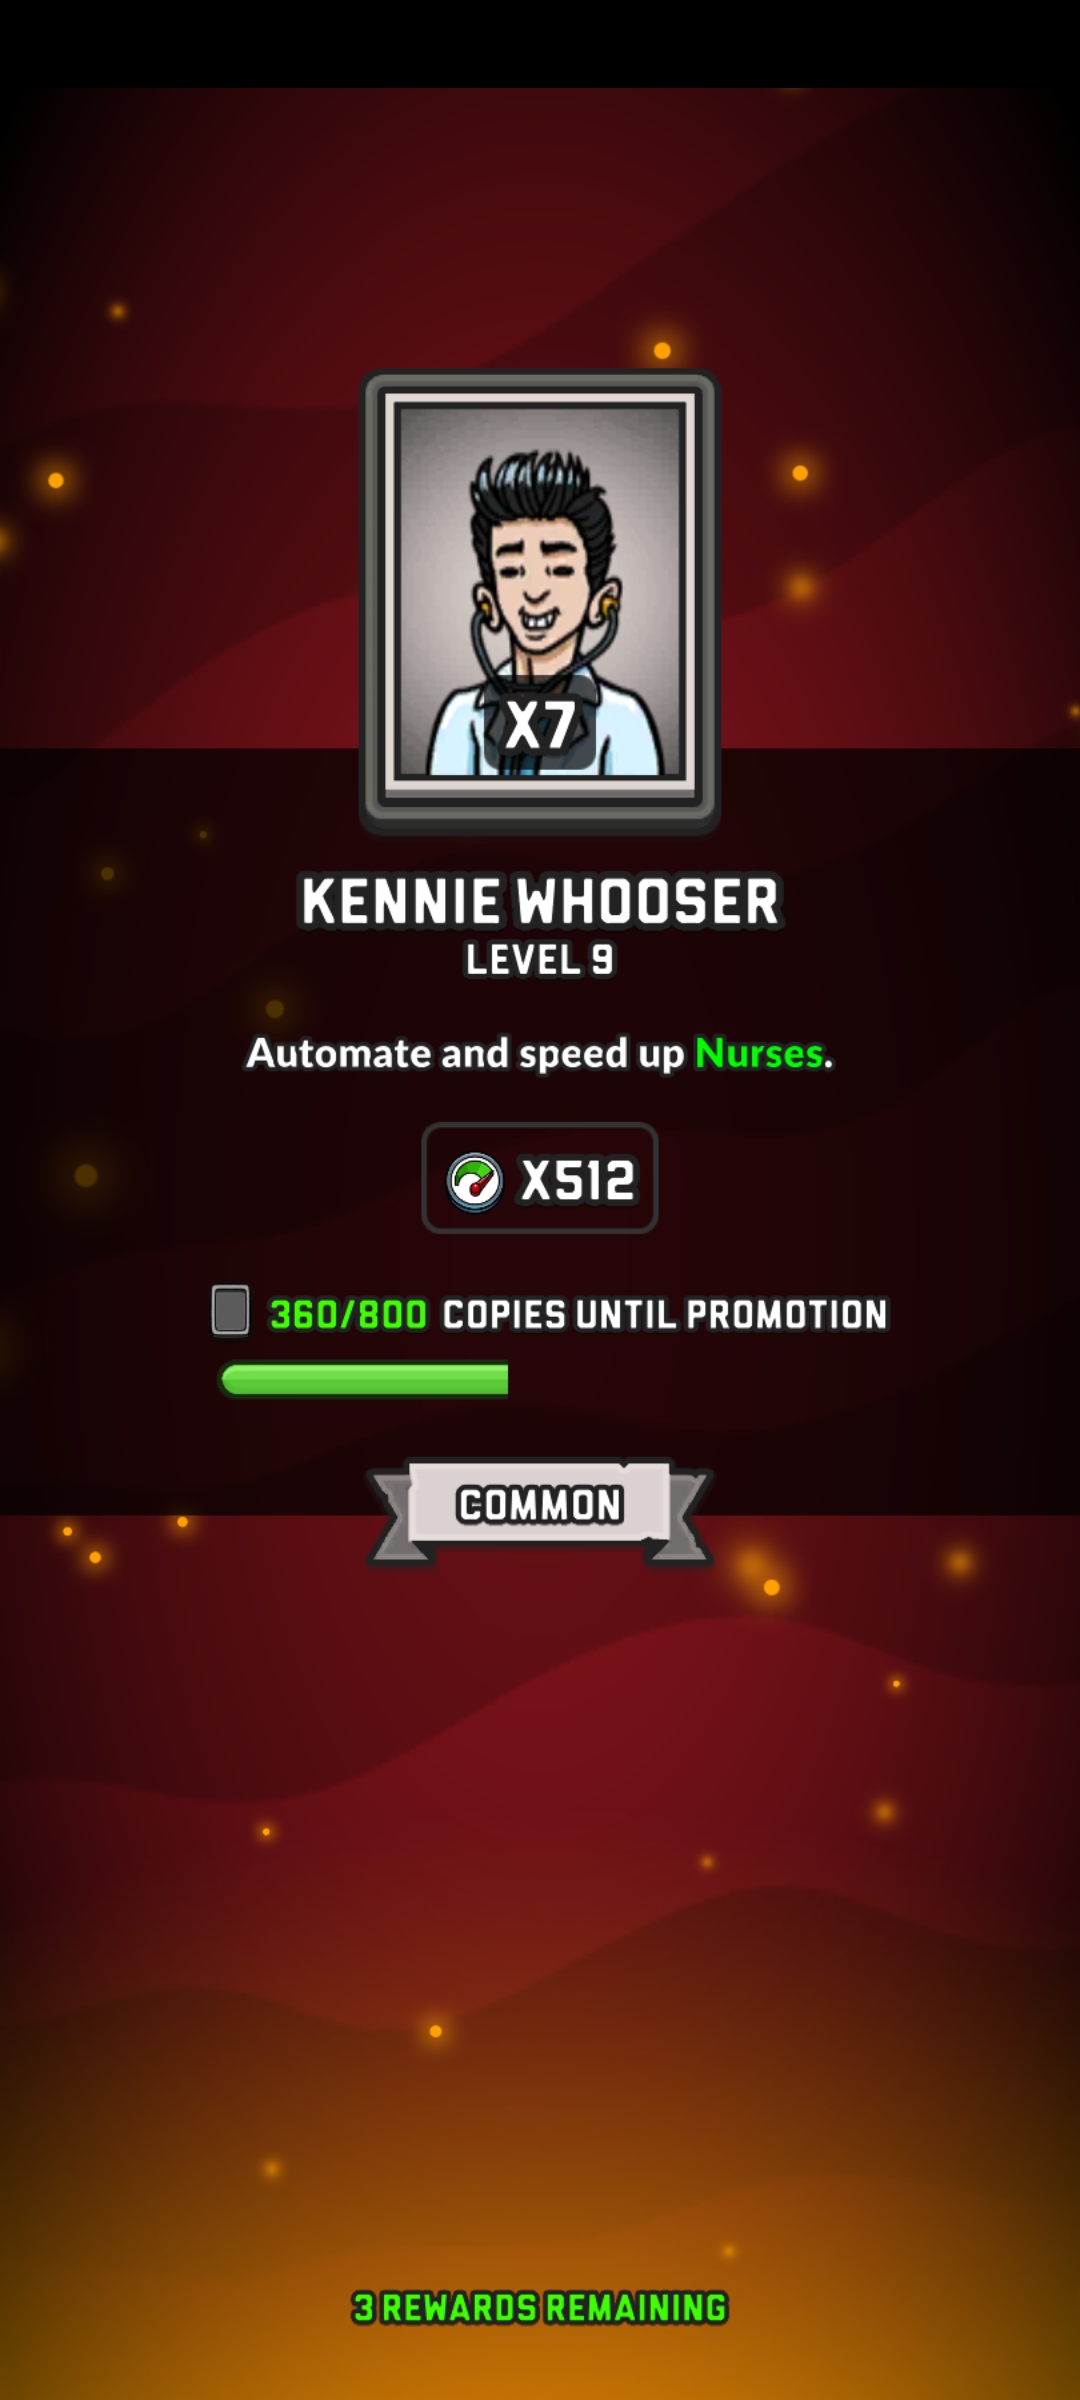 X7
KENNIE WHOOSER
LEVEL 9
Automate and speed up Nurses.
X512
360/800 COPIES UNTIL PROMOTION
COMMON
3 REWARDS REMAINING